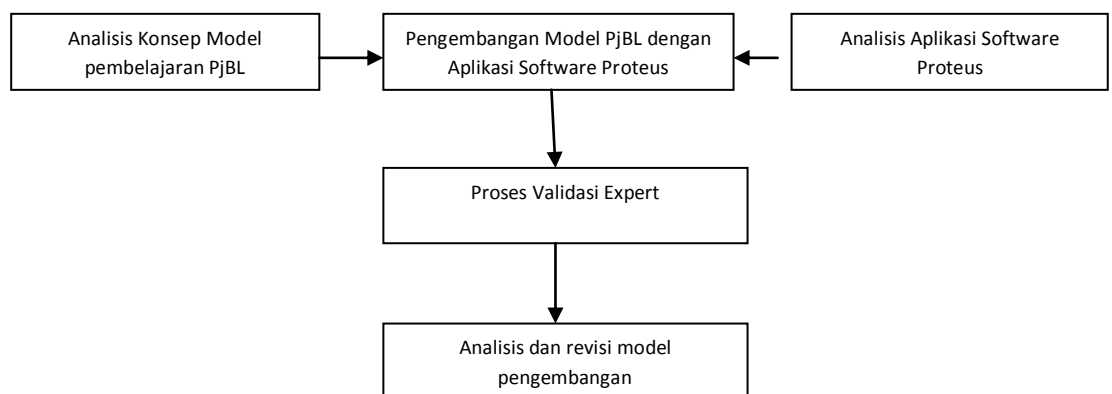 Analisis Konsep Model
pembelajaran PjBL
Pengembangan Model PjBL dengan
Aplikasi Software Proteus
Analisis Aplikasi Software
Proteus
Proses Validasi Expert
Analisis dan revisi model
pengembangan